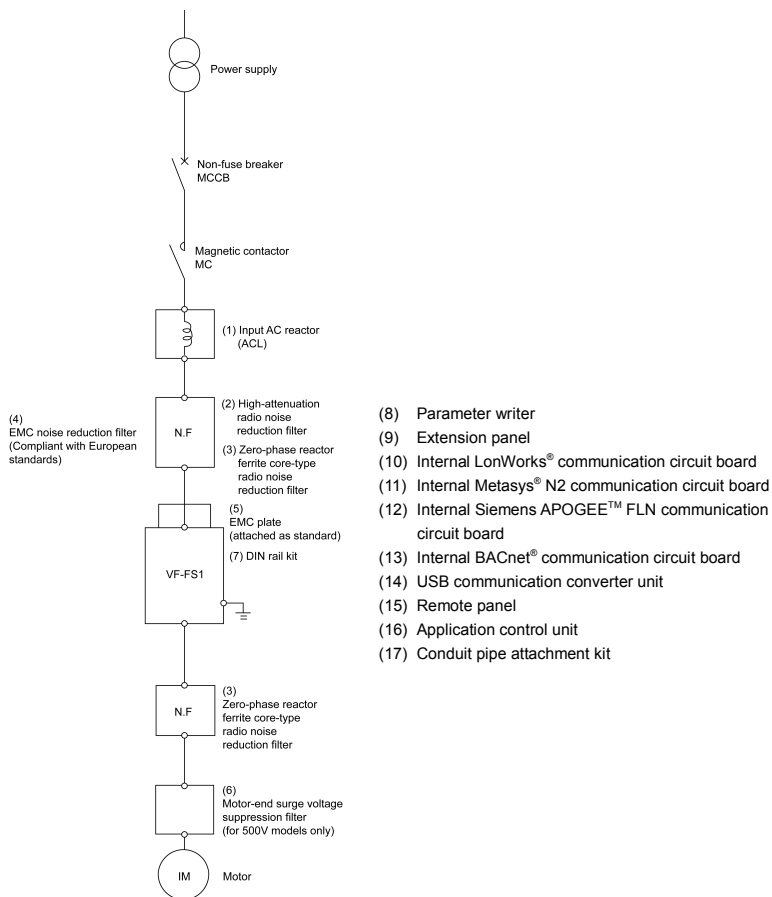 Power supply
Non-fuse breaker
MCCB
Magnetic contactor
MC
(1) Input AC reactor
(ACL)
(4)
EMC noise reduction filter
(Compliant with European
standards)
N.F
(2) High-attenuation
radio noise
reduction filter
(3) Zero-phase reactor
ferrite core-type
radio noise
reduction filter
(5)
EMC plate
(attached as standard)
(7) DIN rail kit
VF-FS1
(3)
Zero-phase reactor
ferrite core-type
radio noise
reduction filter
N.F
(6)
Motor-end surge voltage
suppression filter
(for 500V models only)
IM
Motor
(8) Parameter writer
(9) Extension panel
(10) Internal LonWorks® communication circuit board
(11) Internal Metasys® N2 communication circuit board
(12) Internal Siemens APOGEE™ FLN communication
circuit board
(13) Internal BACnet® communication circuit board
(14) USB communication converter unit
(15) Remote panel
(16) Application control unit
(17) Conduit pipe attachment kit